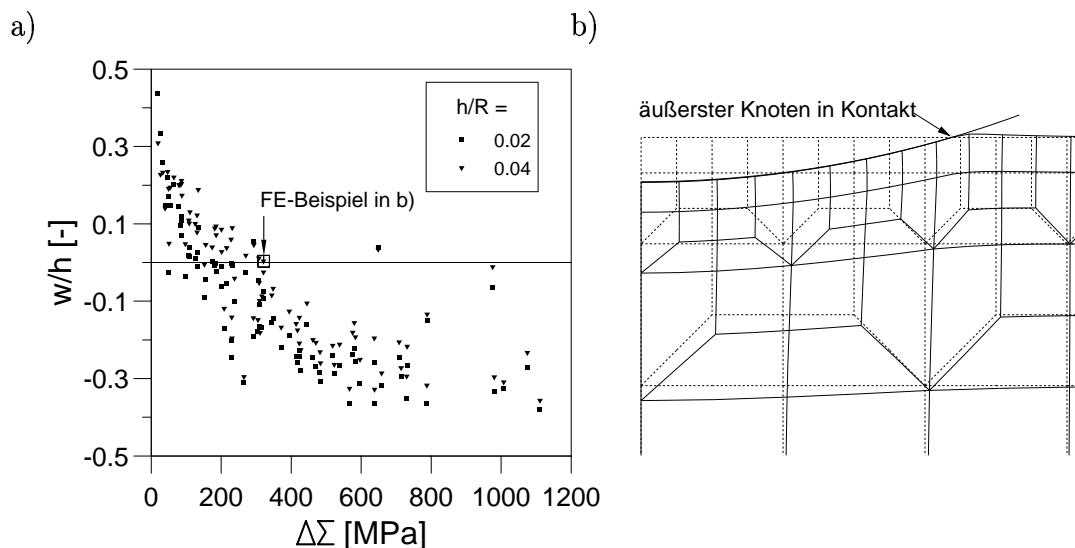 a)
b)
0.5
0.3
0.1
-0.1
-0.3
-0.5
w/h [-]
h/R =
0.02
0.04
FE-Beispiel in b)
0 200 400 600 800 1000 1200
ΔΣ [MPa]
äußerster Knoten in Kontakt